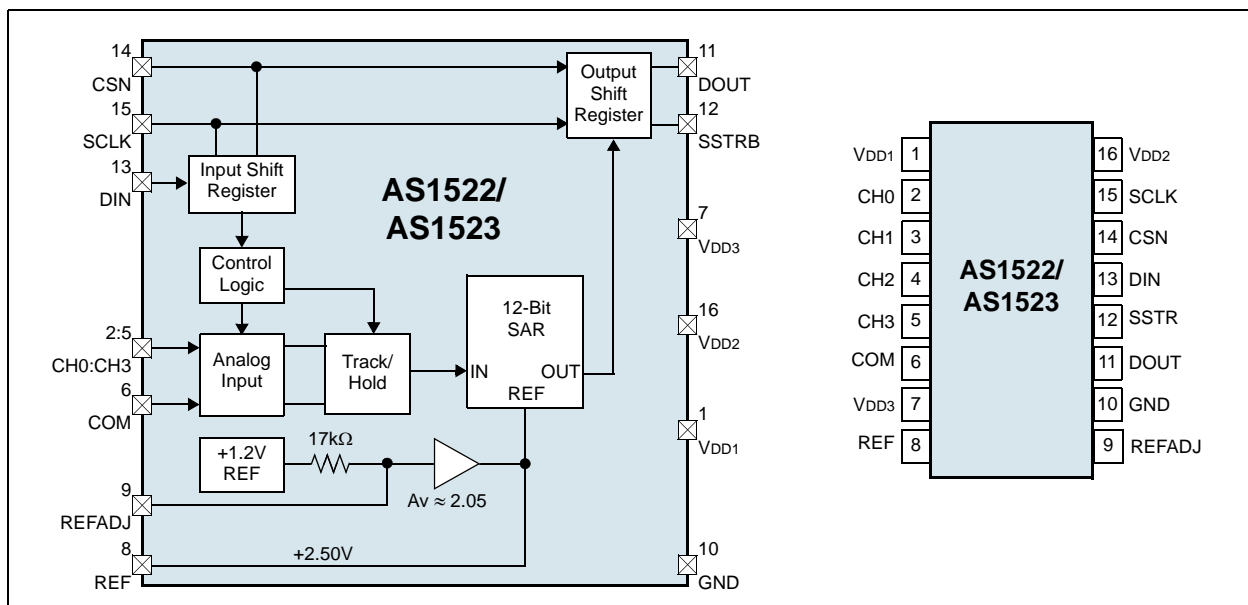 14
CSN
15
SCLK
13
DIN
Input Shift
Register
Control
Logic
2:5
CH0:CH3
6
COM
Analog
Input
Track/
Hold
+1.2V
REF
17kΩ
Av ≈ 2.05
9
REFADJ
8
REF
+2.50V
AS1522/
AS1523
12-Bit
SAR
IN
OUT
REF
Output
Shift
Register
11
DOUT
12
SSTRB
7
VDD3
16
VDD2
1
VDD1
10
GND
VDD1 1
CH0 2
CH1 3
CH2 4
CH3 5
COM 6
VDD3 7
REF 8
AS1522/
AS1523
16 VDD2
15 SCLK
14 CSN
13 DIN
12 SSTR
11 DOUT
10 GND
9 REFADJ